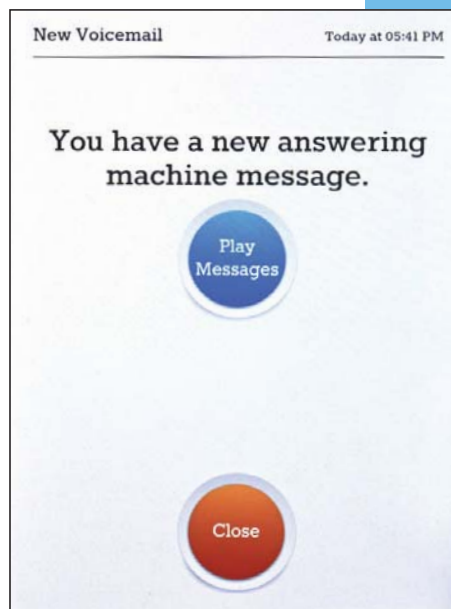 New Voicemail
Today at 05:41 PM
You have a new answering
machine message.
Play
Messages
Close